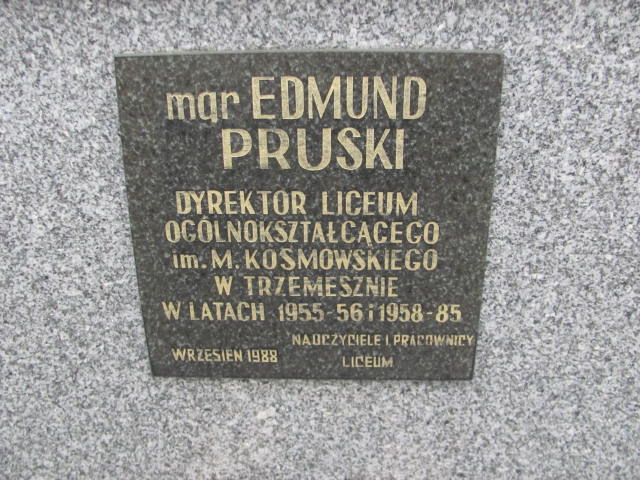 mgr EDMUND
PRUSKI
DYREKTOR LICEUM
OGÓLNOKSZTAŁCĄCEGO
im. M. KOSMOWSKIEGO
W TRZEMESZNIE
W LATACH 1955-56 i 1958-85
NAUCZYCIELE I PRACOWNICY
WRZESIEŃ 1988 LICEUM